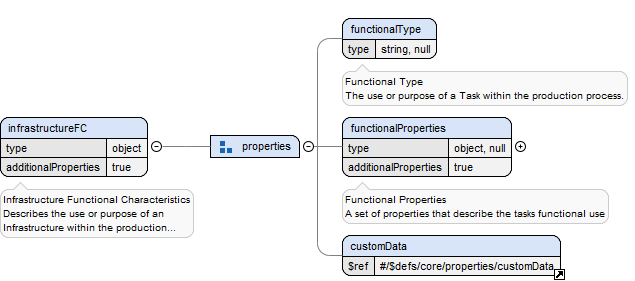 functionalType
type string, null
Functional Type
The use or purpose of a Task within the production process.
infrastructureFC
type object
additionalProperties true
Infrastructure Functional Characteristics
Describes the use or purpose of an
Infrastructure within the production...
properties
functionalProperties
type object, null
additionalProperties true
Functional Properties
A set of properties that describe the tasks functional use
customData
$ref #/$defs/core/properties/customData